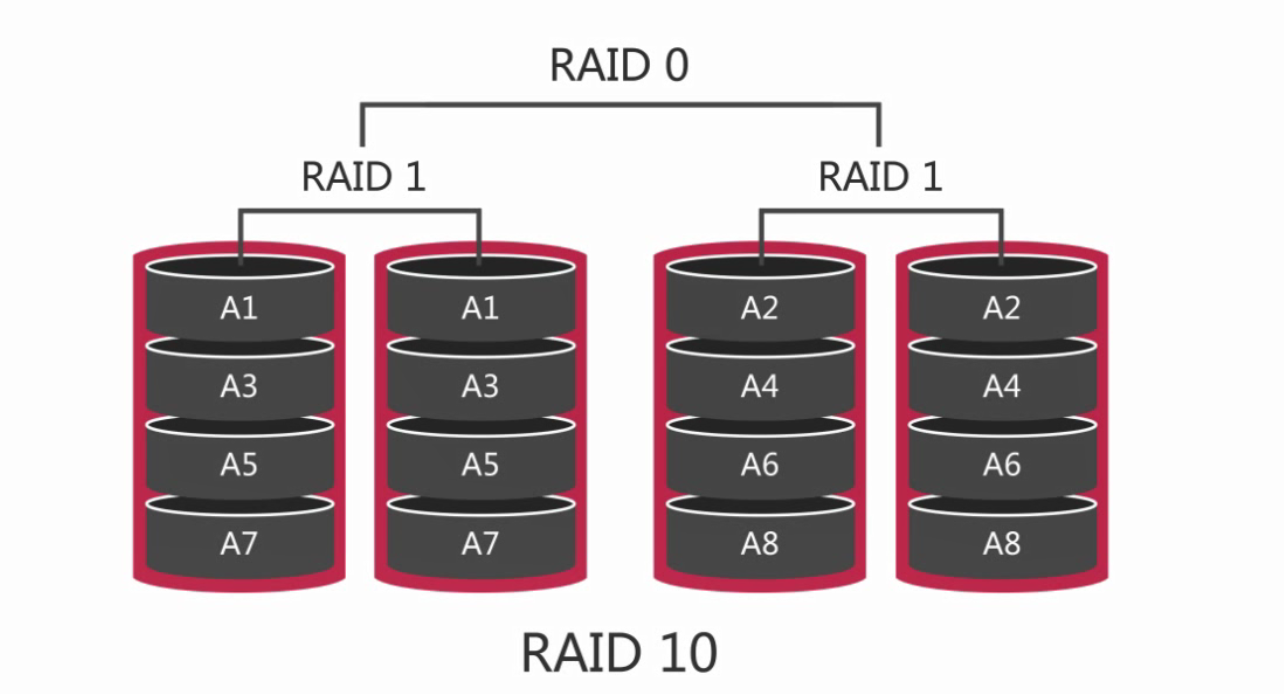 RAID 0
RAID 1 RAID 1
A1 A1 A2 A2
A3 A3 A4 A4
A5 A5 A6 A6
A7 A7 A8 A8
RAID 10